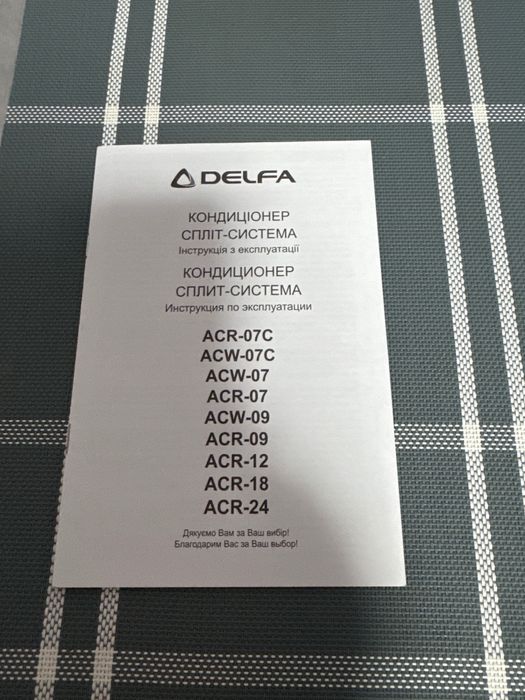 DELFA
КОНДИЦІОНЕР
СПЛІТ-СИСТЕМА
Інструкція з експлуатації
КОНДИЦИОНЕР
СПЛИТ-СИСТЕМА
Инструкция по эксплуатации
ACR-07C
ACW-07C
ACW-07
ACR-07
ACW-09
ACR-09
ACR-12
ACR-18
ACR-24
Дякуємо Вам за Ваш вибір!
Благодарим Вас за Ваш выбор!